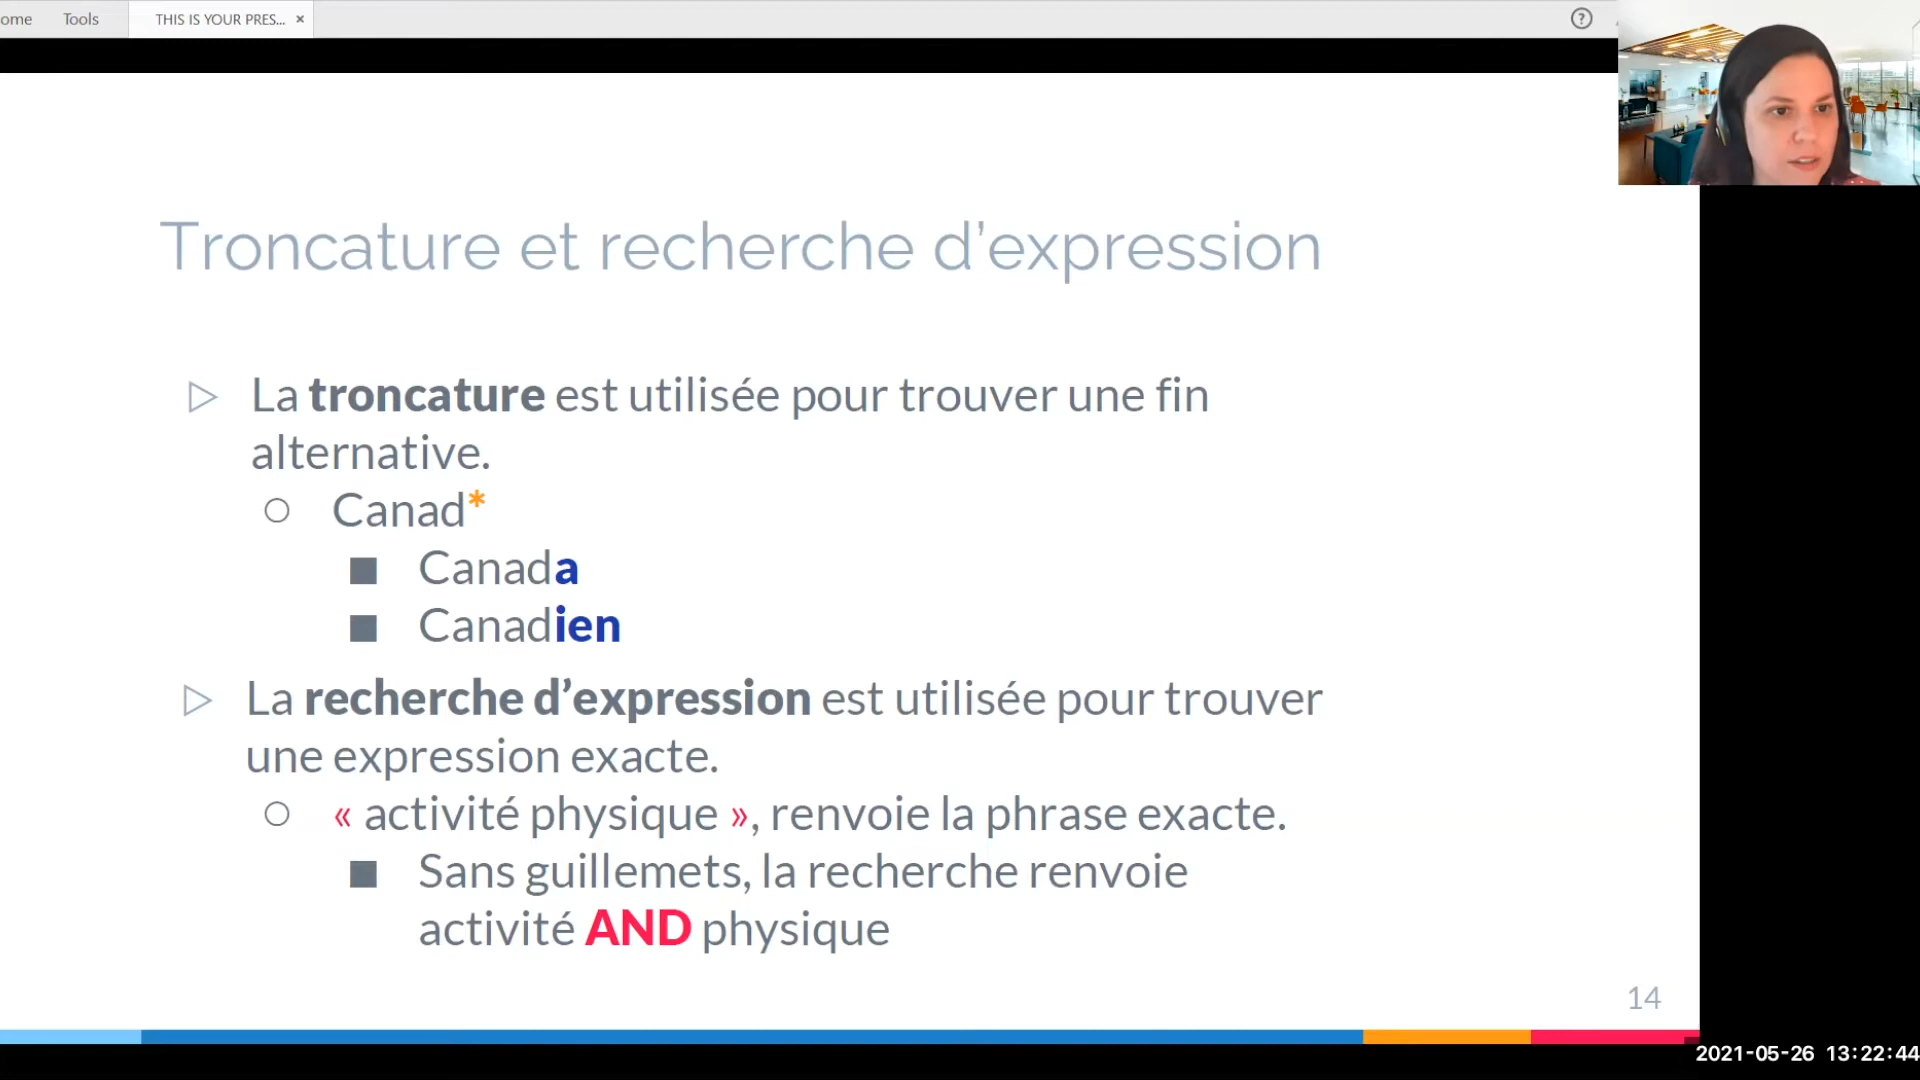 ome Tools THIS IS YOUR PRES... ×
?
Troncature et recherche d’expression
▷ La troncature est utilisée pour trouver une fin
alternative.
○ Canad*
■ Canada
■ Canadien
▷ La recherche d’expression est utilisée pour trouver
une expression exacte.
○ « activité physique », renvoie la phrase exacte.
■ Sans guillemets, la recherche renvoie
activité AND physique
14
2021-05-26 13:22:44